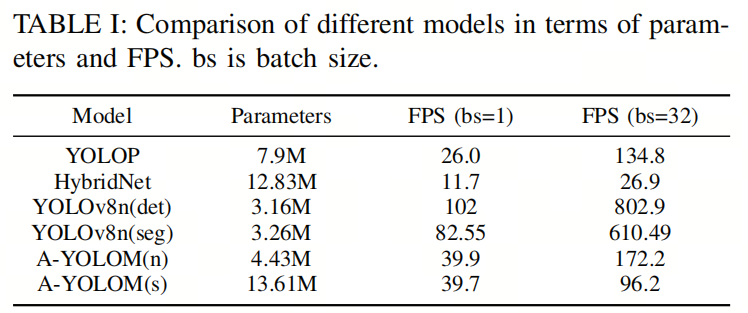 TABLE I: Comparison of different models in terms of param-
eters and FPS. bs is batch size.
Model Parameters FPS (bs=1) FPS (bs=32)
YOLOP 7.9M 26.0 134.8
HybridNet 12.83M 11.7 26.9
YOLOv8n(det) 3.16M 102 802.9
YOLOv8n(seg) 3.26M 82.55 610.49
A-YOLOM(n) 4.43M 39.9 172.2
A-YOLOM(s) 13.61M 39.7 96.2